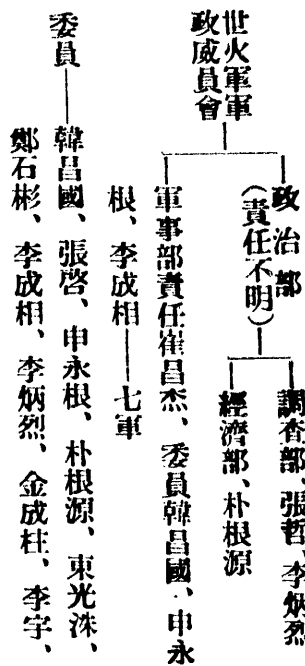 世火軍軍
政威員會
政治部
(責任不明)
調査部、張哲、李炳烈
經濟部、朴根源
軍事部責任崔昌杰、委員韓昌國、申永
根、李成相——七軍
委員——韓昌國、張啓、申永根、朴根源、東光洙、
鄭石彬、李成相、李炳烈、金成柱、李宇、